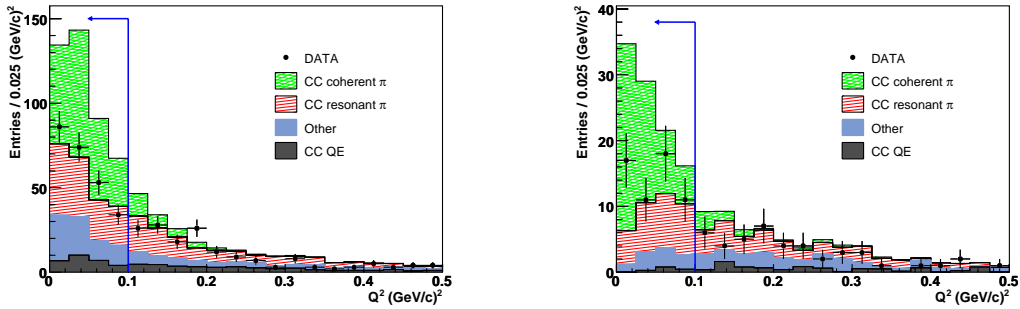 Entries / 0.025 (GeV/c)²
150
100
50
0
DATA
CC coherent π
CC resonant π
Other
CC QE
0 0.1 0.2 0.3 0.4 0.5
Q² (GeV/c)²
Entries / 0.025 (GeV/c)²
40
30
20
10
0
DATA
CC coherent π
CC resonant π
Other
CC QE
0 0.1 0.2 0.3 0.4 0.5
Q² (GeV/c)²